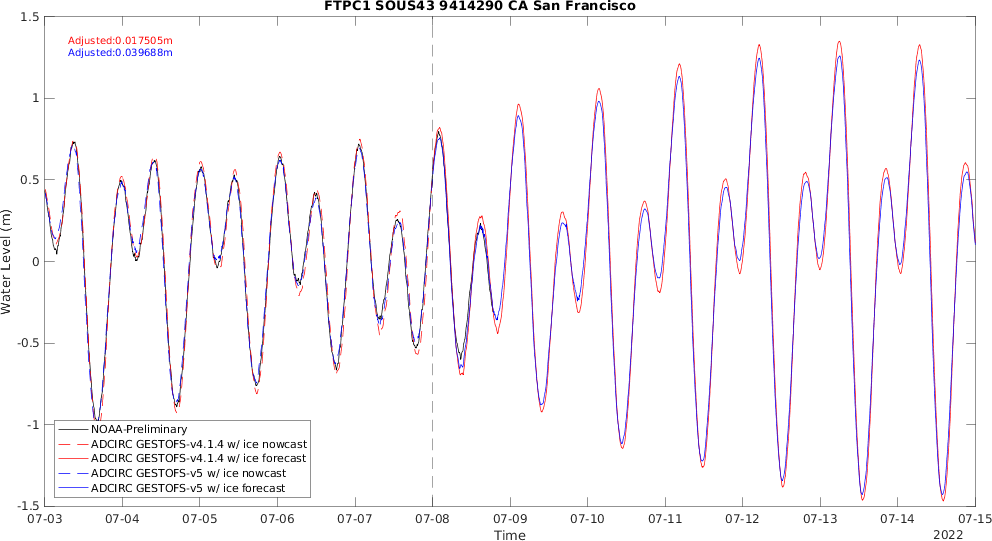 FTPC1 SOUS43 9414290 CA San Francisco
1.5
Adjusted:0.017505m
Adjusted:0.039688m
1
0.5
0
-0.5
-1
-1.5
Water Level (m)
NOAA-Preliminary
ADCIRC GESTOFS-v4.1.4 w/ ice nowcast
ADCIRC GESTOFS-v4.1.4 w/ ice forecast
ADCIRC GESTOFS-v5 w/ ice nowcast
ADCIRC GESTOFS-v5 w/ ice forecast
07-03 07-04 07-05 07-06 07-07 07-08 07-09 07-10 07-11 07-12 07-13 07-14 07-15
Time
2022